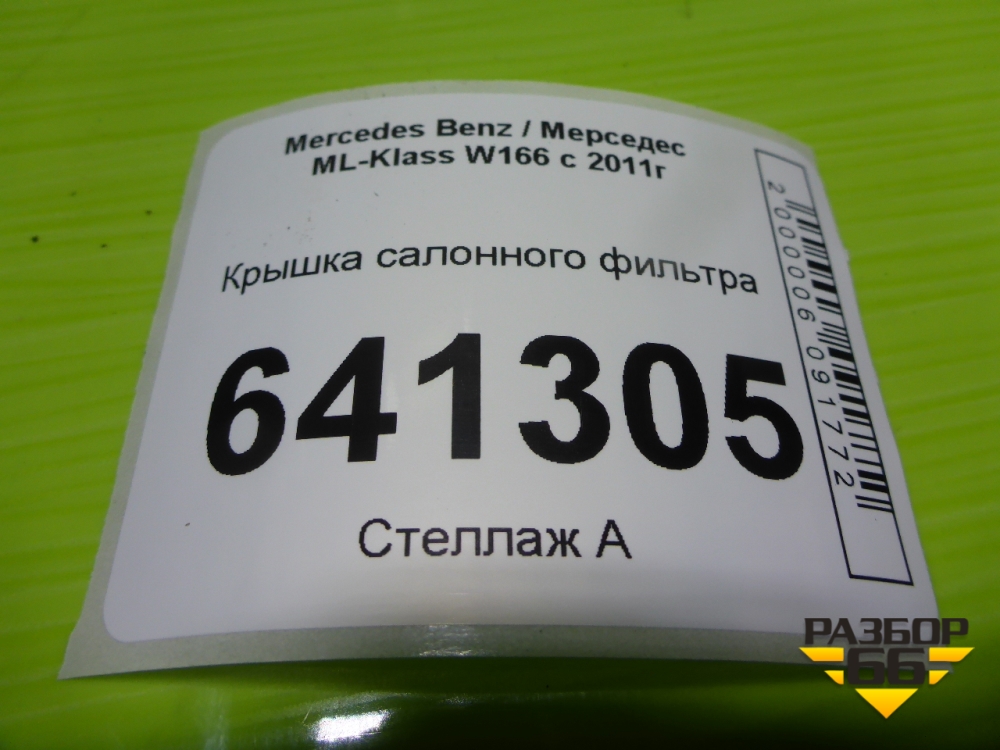 Mercedes Benz / Мерседес
ML-Klass W166 с 2011г
Крышка салонного фильтра
641305
Стеллаж А
2000006091772
РАЗБОР
66